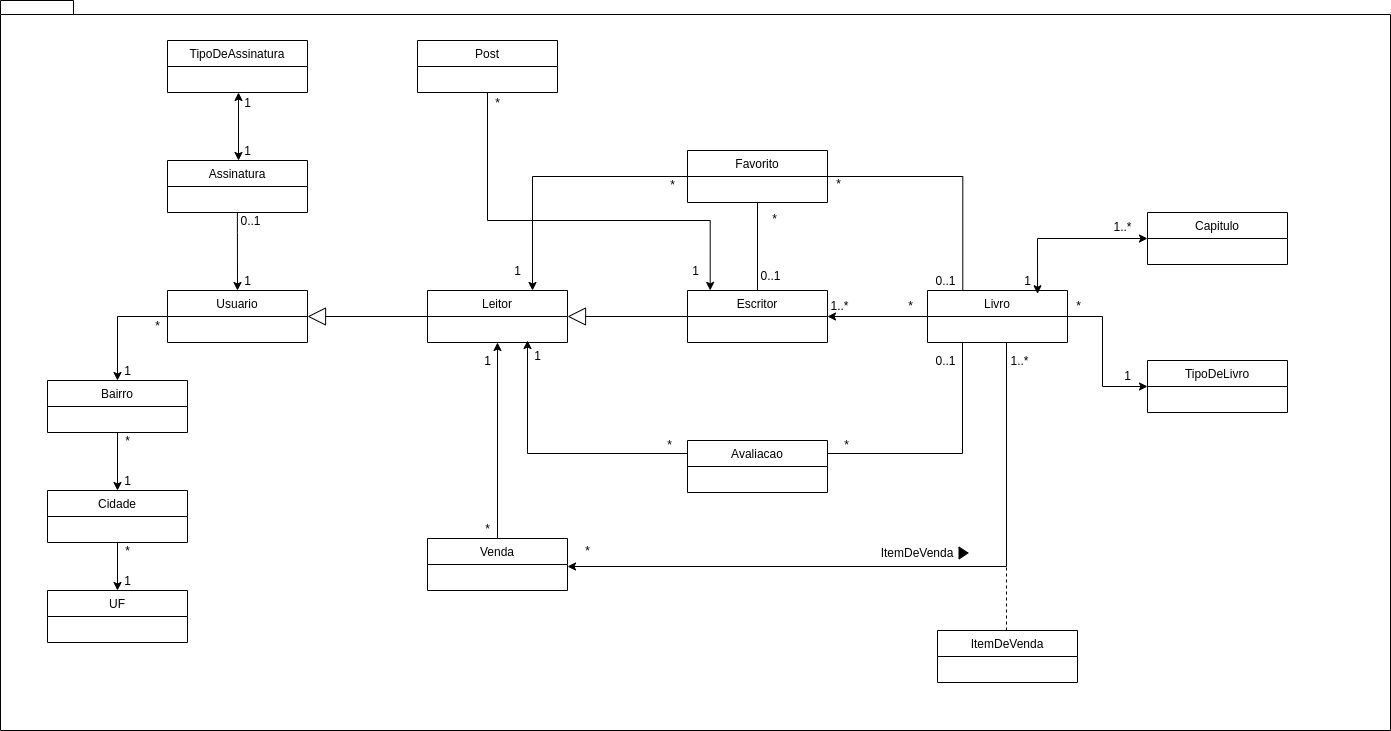 TipoDeAssinatura
Post
1
*
1
Favorito
Assinatura
*
*
0..1
*
1..*
Capitulo
1
1
1
0..1
0..1
1
Usuario
Leitor
Escritor
1..*
*
Livro
*
*
1
1
0..1
1..*
1
TipoDeLivro
1
Bairro
*
*
*
Avaliacao
1
Cidade
*
*
Venda
*
ItemDeVenda
1
UF
ItemDeVenda